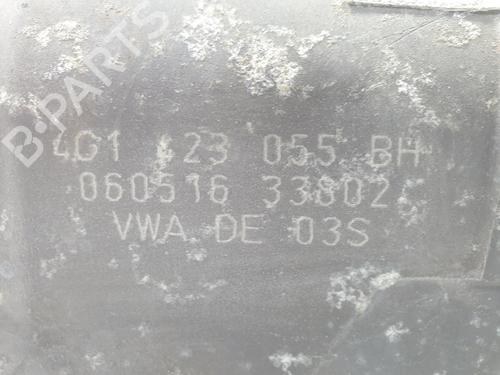 B-PARTS
4G1 423 055 BH
060516 33802
VWA DE 03S